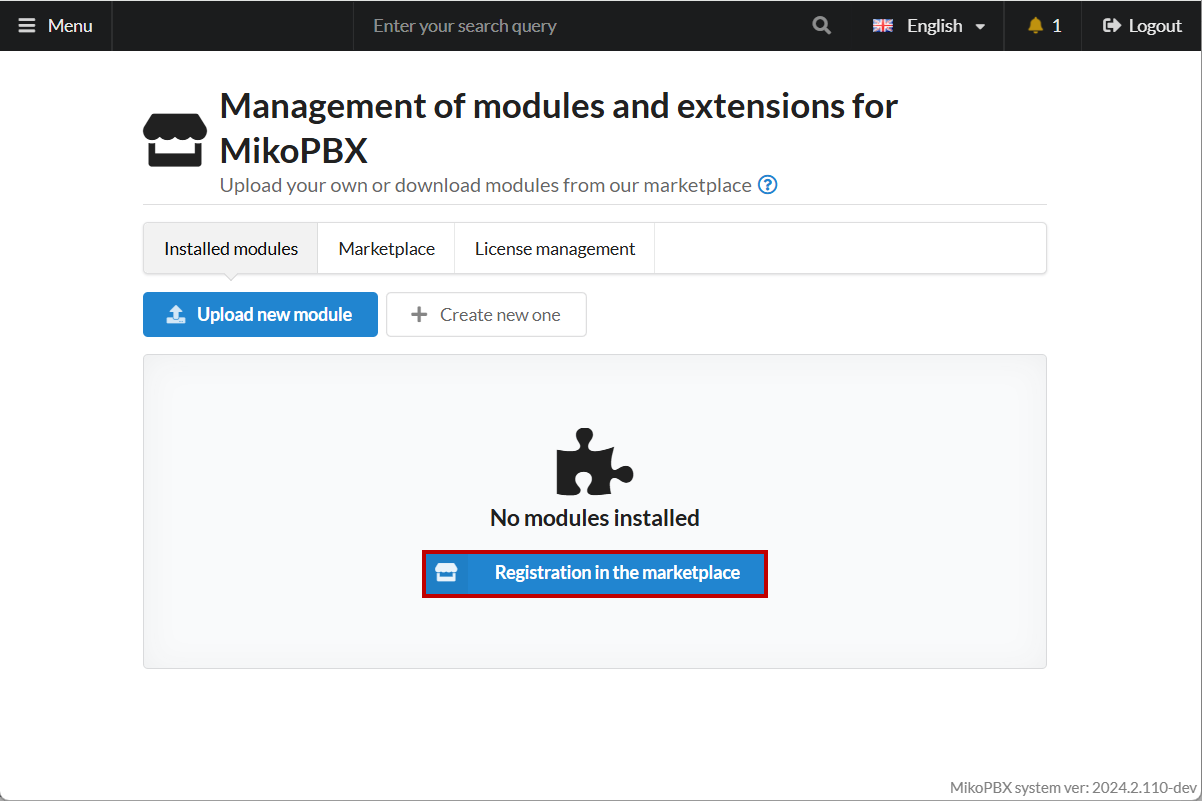 Menu
Enter your search query
English
1
Logout
Management of modules and extensions for
MikoPBX
Upload your own or download modules from our marketplace ?
Installed modules
Marketplace
License management
Upload new module
Create new one
No modules installed
Registration in the marketplace
MikoPBX system ver: 2024.2.110-dev